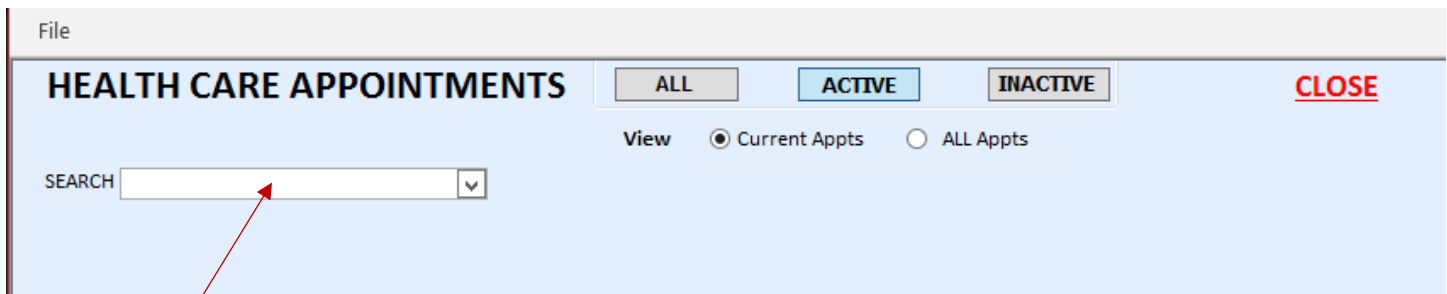 File
HEALTH CARE APPOINTMENTS ALL ACTIVE INACTIVE CLOSE
View Current Appts ALL Appts
SEARCH